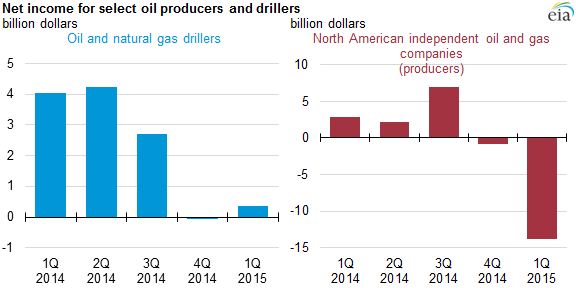 Net income for select oil producers and drillers
billion dollars
Oil and natural gas drillers
5
4
3
2
1
0
-1
1Q 2Q 3Q 4Q 1Q
2014 2014 2014 2014 2015
eia
billion dollars
North American independent oil and gas
companies
(producers)
10
5
0
-5
-10
-15
1Q 2Q 3Q 4Q 1Q
2014 2014 2014 2014 2015